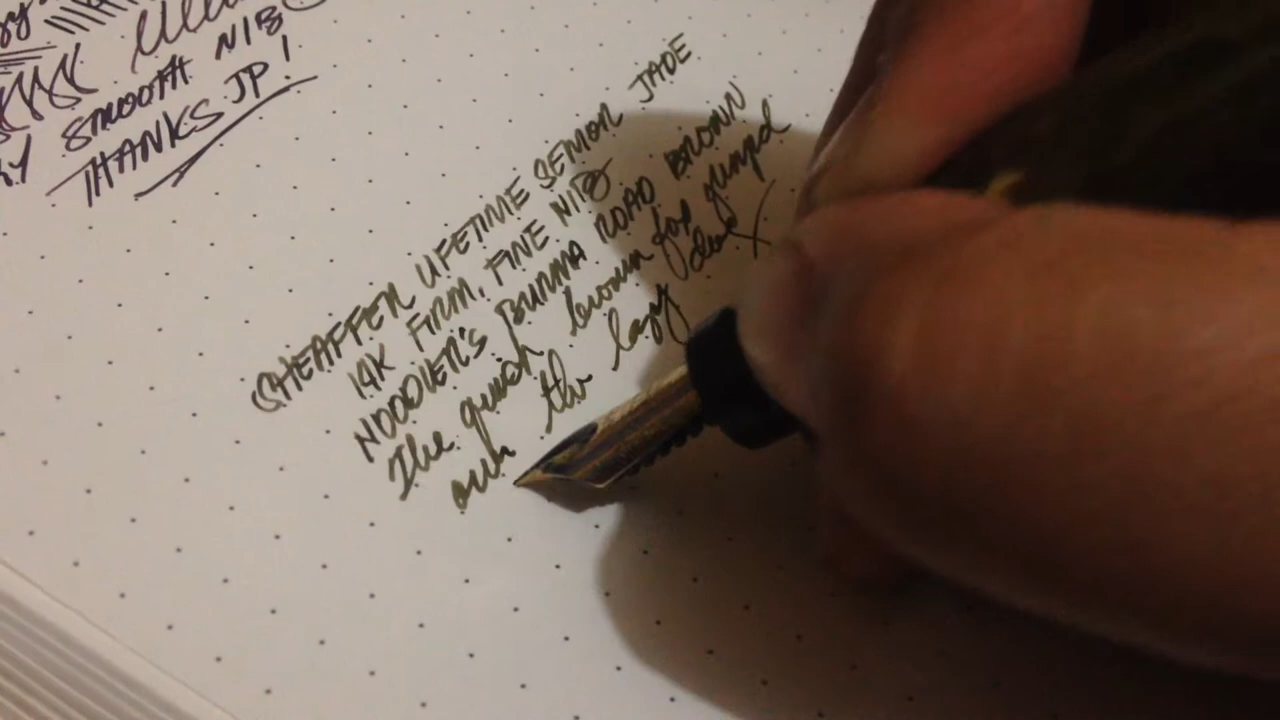 SMOOTH NIB
THANKS JP!
SHEAFFER LIFETIME SENIOR JADE
14K FIRM, FINE NIB
NOODLER'S BURMA ROAD BROWN
The quick brown fox jumped
over the lazy dog